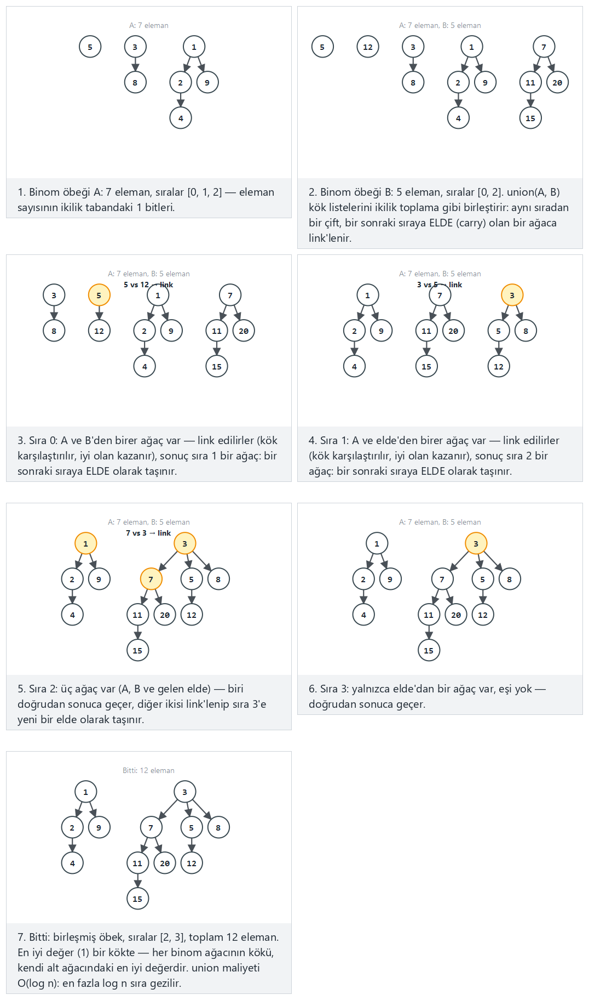 A: 7 eleman
5
3
1
8
2
9
4
1. Binom öbeği A: 7 eleman, sıralar [0, 1, 2] — eleman
sayısının ikilik tabandaki 1 bitleri.
A: 7 eleman, B: 5 eleman
5
12
3
1
7
8
2
9
11
20
4
15
2. Binom öbeği B: 5 eleman, sıralar [0, 2]. union(A, B)
kök listelerini ikilik toplama gibi birleştirir: aynı sıradan
bir çift, bir sonraki sıraya ELDE (carry) olan bir ağaca
link'lenir.
A: 7 eleman, B: 5 eleman
5 vs 12 → link
3
5
1
7
8
12
2
9
11
20
4
15
3. Sıra 0: A ve B'den birer ağaç var — link edilirler (kök
karşılaştırılır, iyi olan kazanır), sonuç sıra 1 bir ağaç: bir
sonraki sıraya ELDE olarak taşınır.
A: 7 eleman, B: 5 eleman
3 vs 5 → link
1
7
3
2
9
11
20
5
8
4
15
12
4. Sıra 1: A ve elde'den birer ağaç var — link edilirler
(kök karşılaştırılır, iyi olan kazanır), sonuç sıra 2 bir
ağaç: bir sonraki sıraya ELDE olarak taşınır.
A: 7 eleman, B: 5 eleman
7 vs 3 → link
1
3
2
9
7
5
8
4
11
20
12
15
5. Sıra 2: üç ağaç var (A, B ve gelen elde) — biri
doğrudan sonuca geçer, diğer ikisi link'lenip sıra 3'e
yeni bir elde olarak taşınır.
A: 7 eleman, B: 5 eleman
1
3
2
9
7
5
8
4
11
20
12
15
6. Sıra 3: yalnızca elde'dan bir ağaç var, eşi yok —
doğrudan sonuca geçer.
Bitti: 12 eleman
1
3
2
9
7
5
8
4
11
20
12
15
7. Bitti: birleşmiş öbek, sıralar [2, 3], toplam 12 eleman.
En iyi değer (1) bir kökte — her binom ağacının kökü,
kendi alt ağacındaki en iyi değerdir. union maliyeti
O(log n): en fazla log n sıra gezilir.